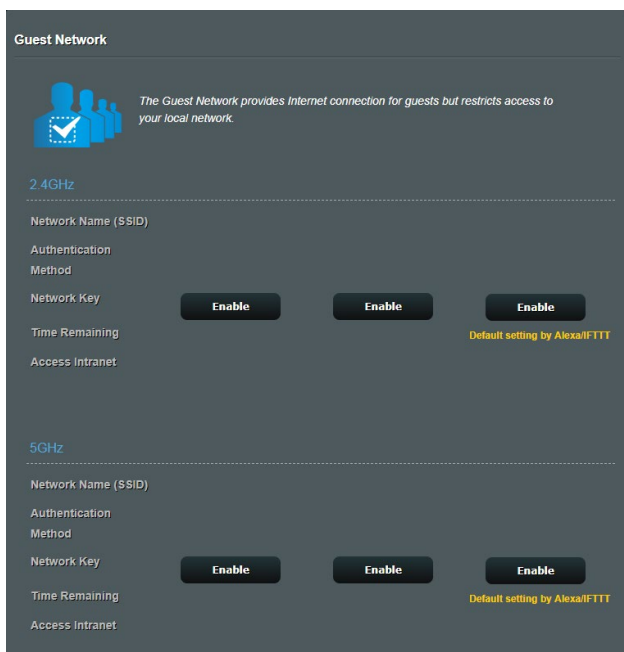 Guest Network
The Guest Network provides Internet connection for guests but restricts access to
your local network.
2.4GHz
Network Name (SSID)
Authentication
Method
Network Key
Enable Enable Enable
Time Remaining
Default setting by Alexa/IFTTT
Access Intranet
5GHz
Network Name (SSID)
Authentication
Method
Network Key
Enable Enable Enable
Time Remaining
Default setting by Alexa/IFTTT
Access Intranet